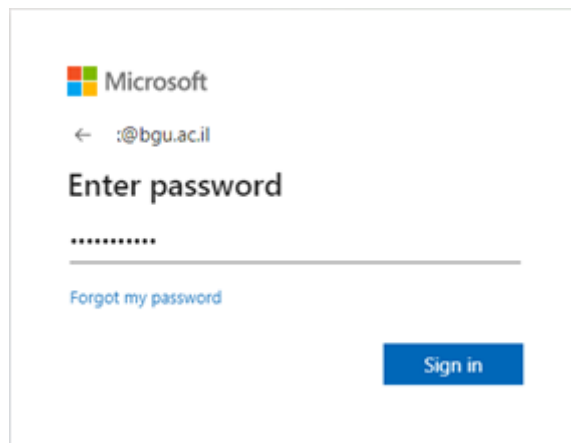 Microsoft
← :@bgu.ac.il
Enter password
•••••••••••
Forgot my password
Sign in